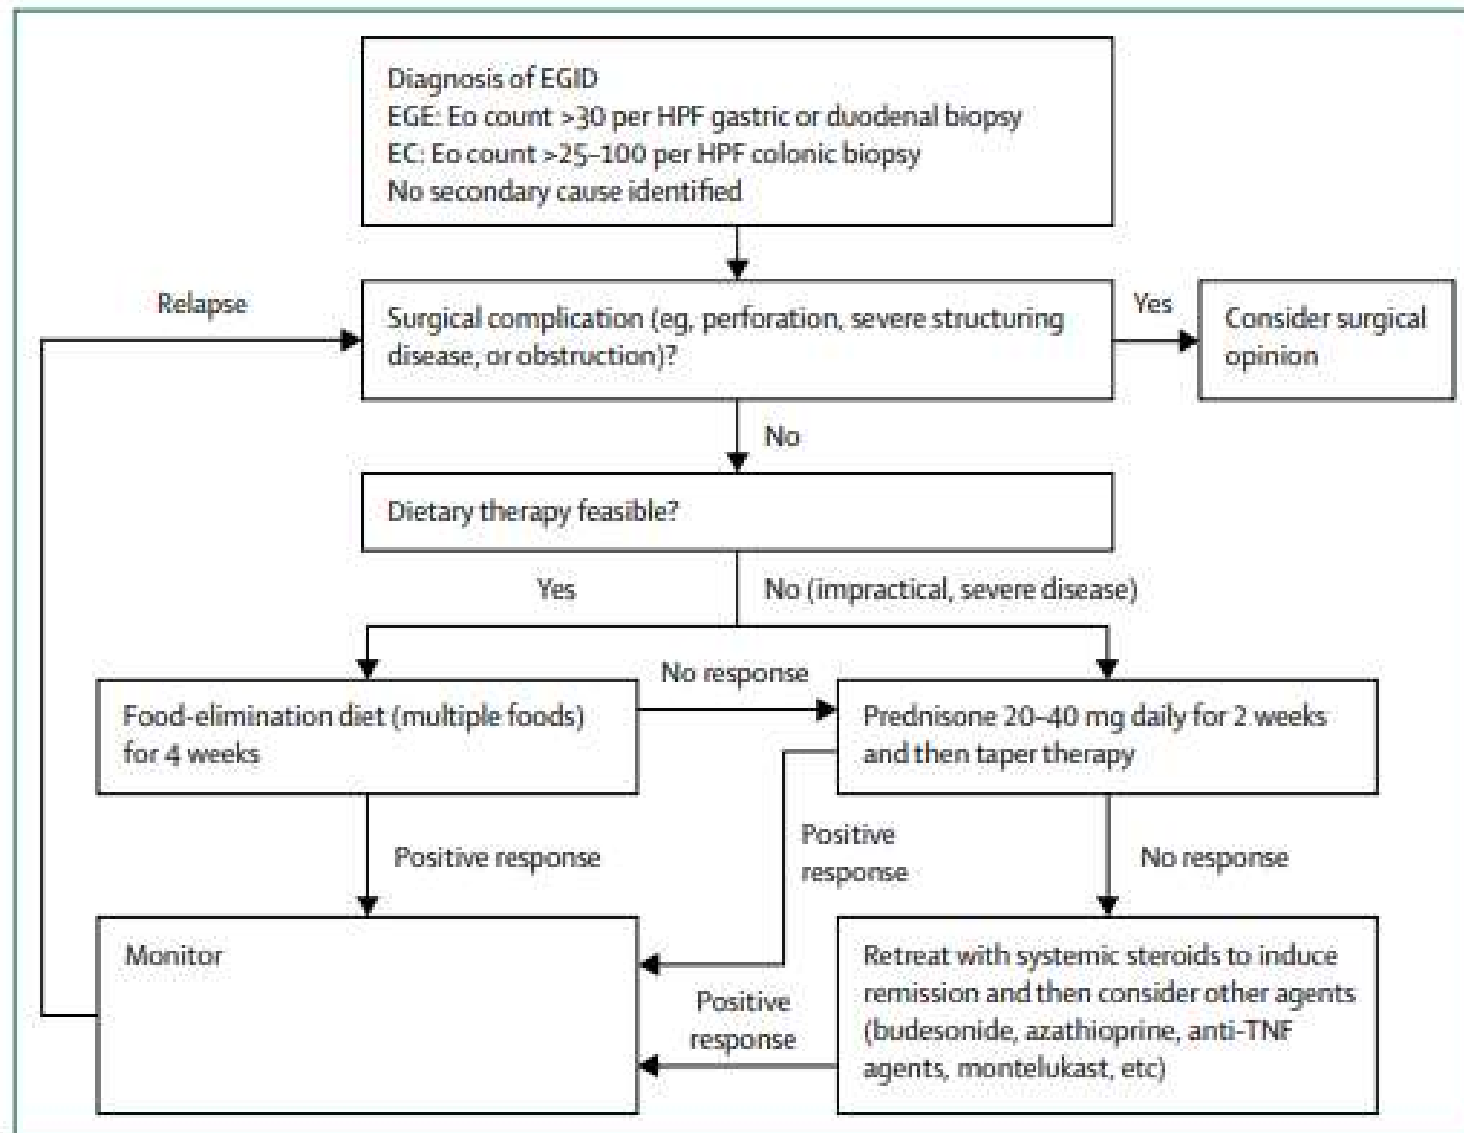 Diagnosis of EGID
EGE: Eo count >30 per HPF gastric or duodenal biopsy
EC: Eo count >25–100 per HPF colonic biopsy
No secondary cause identified
Relapse
Surgical complication (eg, perforation, severe structuring
disease, or obstruction)?
Yes
Consider surgical
opinion
No
Dietary therapy feasible?
Yes
No (impractical, severe disease)
Food-elimination diet (multiple foods)
for 4 weeks
No response
Prednisone 20–40 mg daily for 2 weeks
and then taper therapy
Positive response
Positive
response
No response
Monitor
Positive
response
Retreat with systemic steroids to induce
remission and then consider other agents
(budesonide, azathioprine, anti-TNF
agents, montelukast, etc)